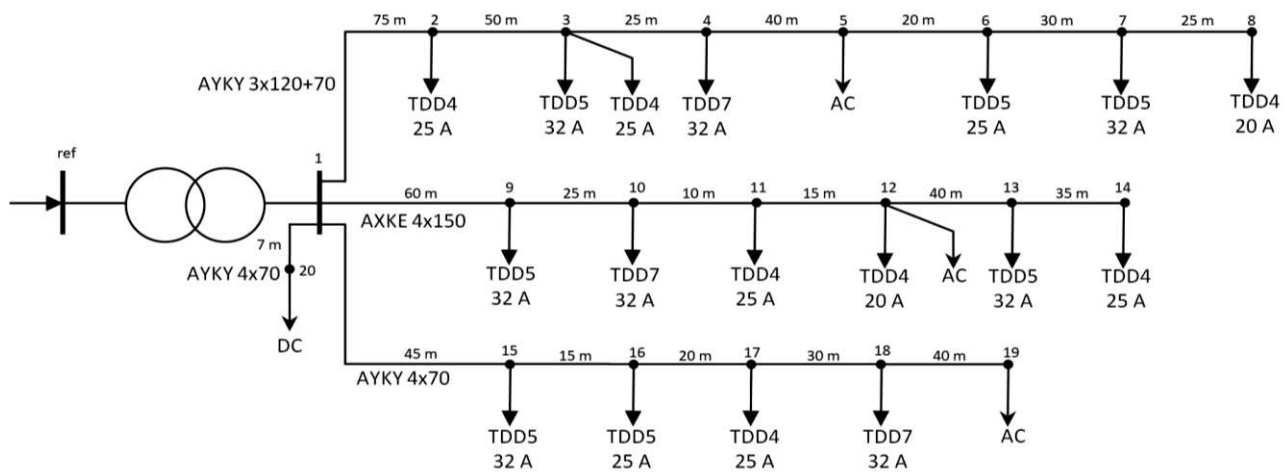 75 m 2 50 m 3 25 m 4 40 m 5 20 m 6 30 m 7 25 m 8
AYKY 3x120+70
TDD4 TDD5 TDD4 TDD7 AC TDD5 TDD5 TDD4
25 A 32 A 25 A 32 A 25 A 32 A 20 A
ref
1
60 m 9 25 m 10 10 m 11 15 m 12 40 m 13 35 m 14
AXKE 4x150
7 m
AYKY 4x70 20
TDD5 TDD7 TDD4 TDD4 AC TDD5 TDD4
32 A 32 A 25 A 20 A 32 A 25 A
DC
45 m 15 15 m 16 20 m 17 30 m 18 40 m 19
AYKY 4x70
TDD5 TDD5 TDD4 TDD7 AC
32 A 25 A 25 A 32 A